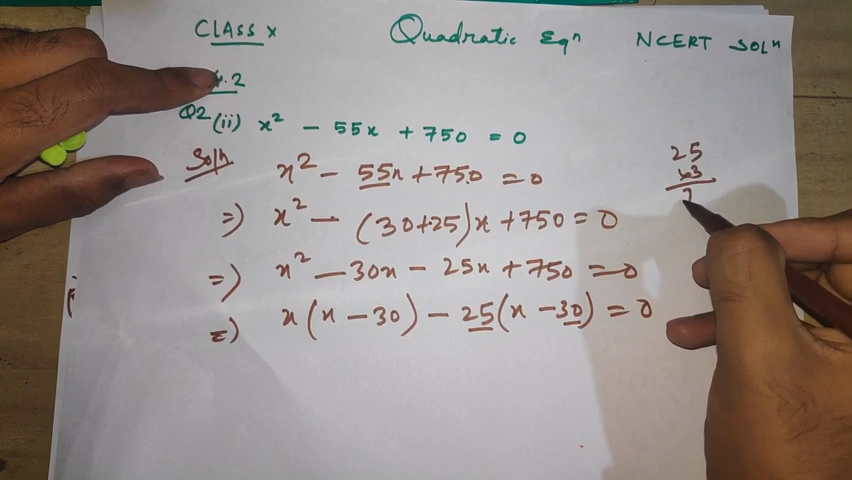 CLASS X Quadratic Eqn NCERT SOLn
.2
Q2 (ii) x² - 55x + 750 = 0
Soln x² - 55x + 750 = 0
=) x² - (30+25)x + 750 = 0
=) x² - 30x - 25x + 750 = 0
=) x(x - 30) - 25(x - 30) = 0
25